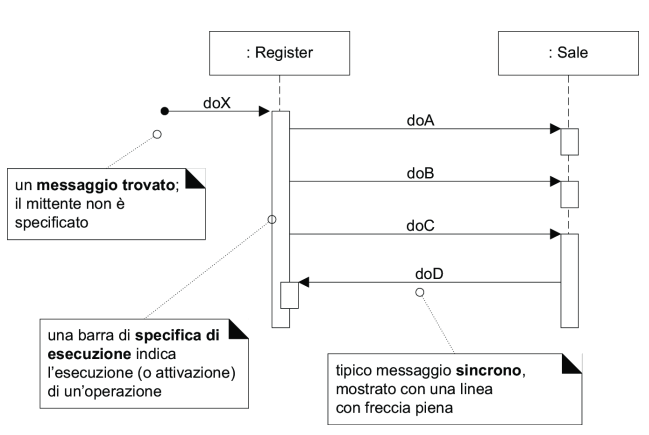 : Register
: Sale
doX
doA
un messaggio trovato;
il mittente non è
specificato
doB
doC
doD
una barra di specifica di
esecuzione indica
l'esecuzione (o attivazione)
di un'operazione
tipico messaggio sincrono,
mostrato con una linea
con freccia piena